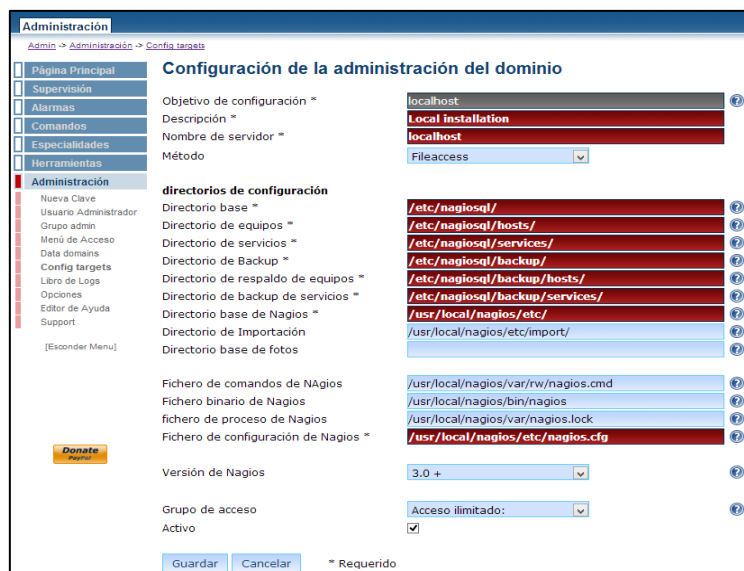 Administración
Admin -> Administración -> Config targets
Página Principal
Supervisión
Alarmas
Comandos
Especialidades
Herramientas
Administración
Nueva Clave
Usuario Administrador
Grupo admin
Menú de Acceso
Data domains
Config targets
Libro de Logs
Opciones
Editor de Ayuda
Support
[Esconder Menu]
Donate
PayPal
Configuración de la administración del dominio
Objetivo de configuración * localhost
Descripción * Local installation
Nombre de servidor * localhost
Método Fileaccess
directorios de configuración
Directorio base * /etc/nagiosql/
Directorio de equipos * /etc/nagiosql/hosts/
Directorio de servicios * /etc/nagiosql/services/
Directorio de Backup * /etc/nagiosql/backup/
Directorio de respaldo de equipos * /etc/nagiosql/backup/hosts/
Directorio de backup de servicios * /etc/nagiosql/backup/services/
Directorio base de Nagios * /usr/local/nagios/etc/
Directorio de Importación /usr/local/nagios/etc/import/
Directorio base de fotos
Fichero de comandos de NAgios /usr/local/nagios/var/rw/nagios.cmd
Fichero binario de Nagios /usr/local/nagios/bin/nagios
fichero de proceso de Nagios /usr/local/nagios/var/nagios.lock
Fichero de configuración de Nagios * /usr/local/nagios/etc/nagios.cfg
Versión de Nagios 3.0 +
Grupo de acceso Acceso ilimitado:
Activo
Guardar Cancelar * Requerido